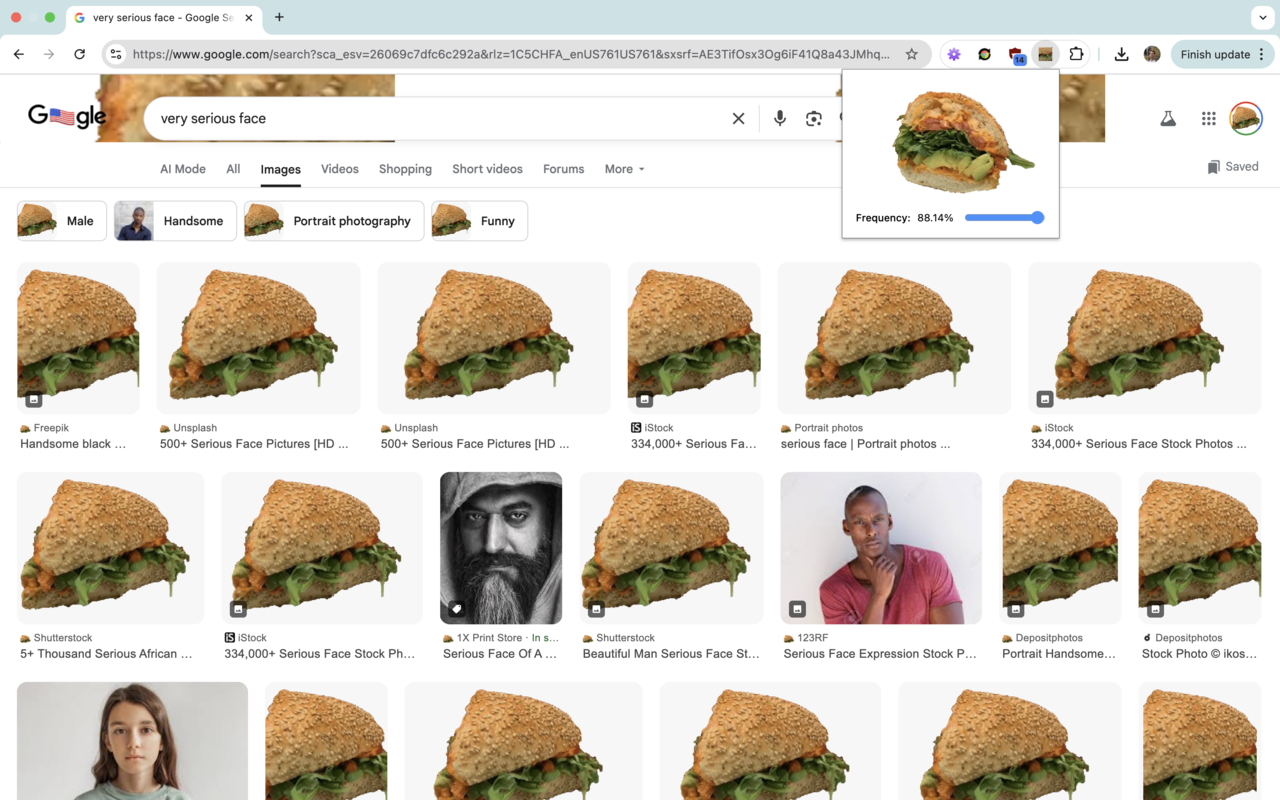 very serious face - Google Se
https://www.google.com/search?sca_esv=26069c7dfc6c292a&rlz=1C5CHFA_enUS761US761&sxsrf=AE3TifOsx3Og6iF41Q8a43JMhq...
14
Finish update
Google
very serious face
AI Mode All Images Videos Shopping Short videos Forums More
Saved
Frequency: 88.14%
Male Handsome Portrait photography Funny
Freepik
Handsome black ...
Unsplash
500+ Serious Face Pictures [HD ...
Unsplash
500+ Serious Face Pictures [HD ...
iS iStock
334,000+ Serious Fa...
Portrait photos
serious face | Portrait photos ...
iStock
334,000+ Serious Face Stock Photos ...
Shutterstock
5+ Thousand Serious African ...
iS iStock
334,000+ Serious Face Stock Ph...
1X Print Store · In s...
Serious Face Of A ...
Shutterstock
Beautiful Man Serious Face St...
123RF
Serious Face Expression Stock P...
Depositphotos
Portrait Handsome...
d Depositphotos
Stock Photo © ikos...